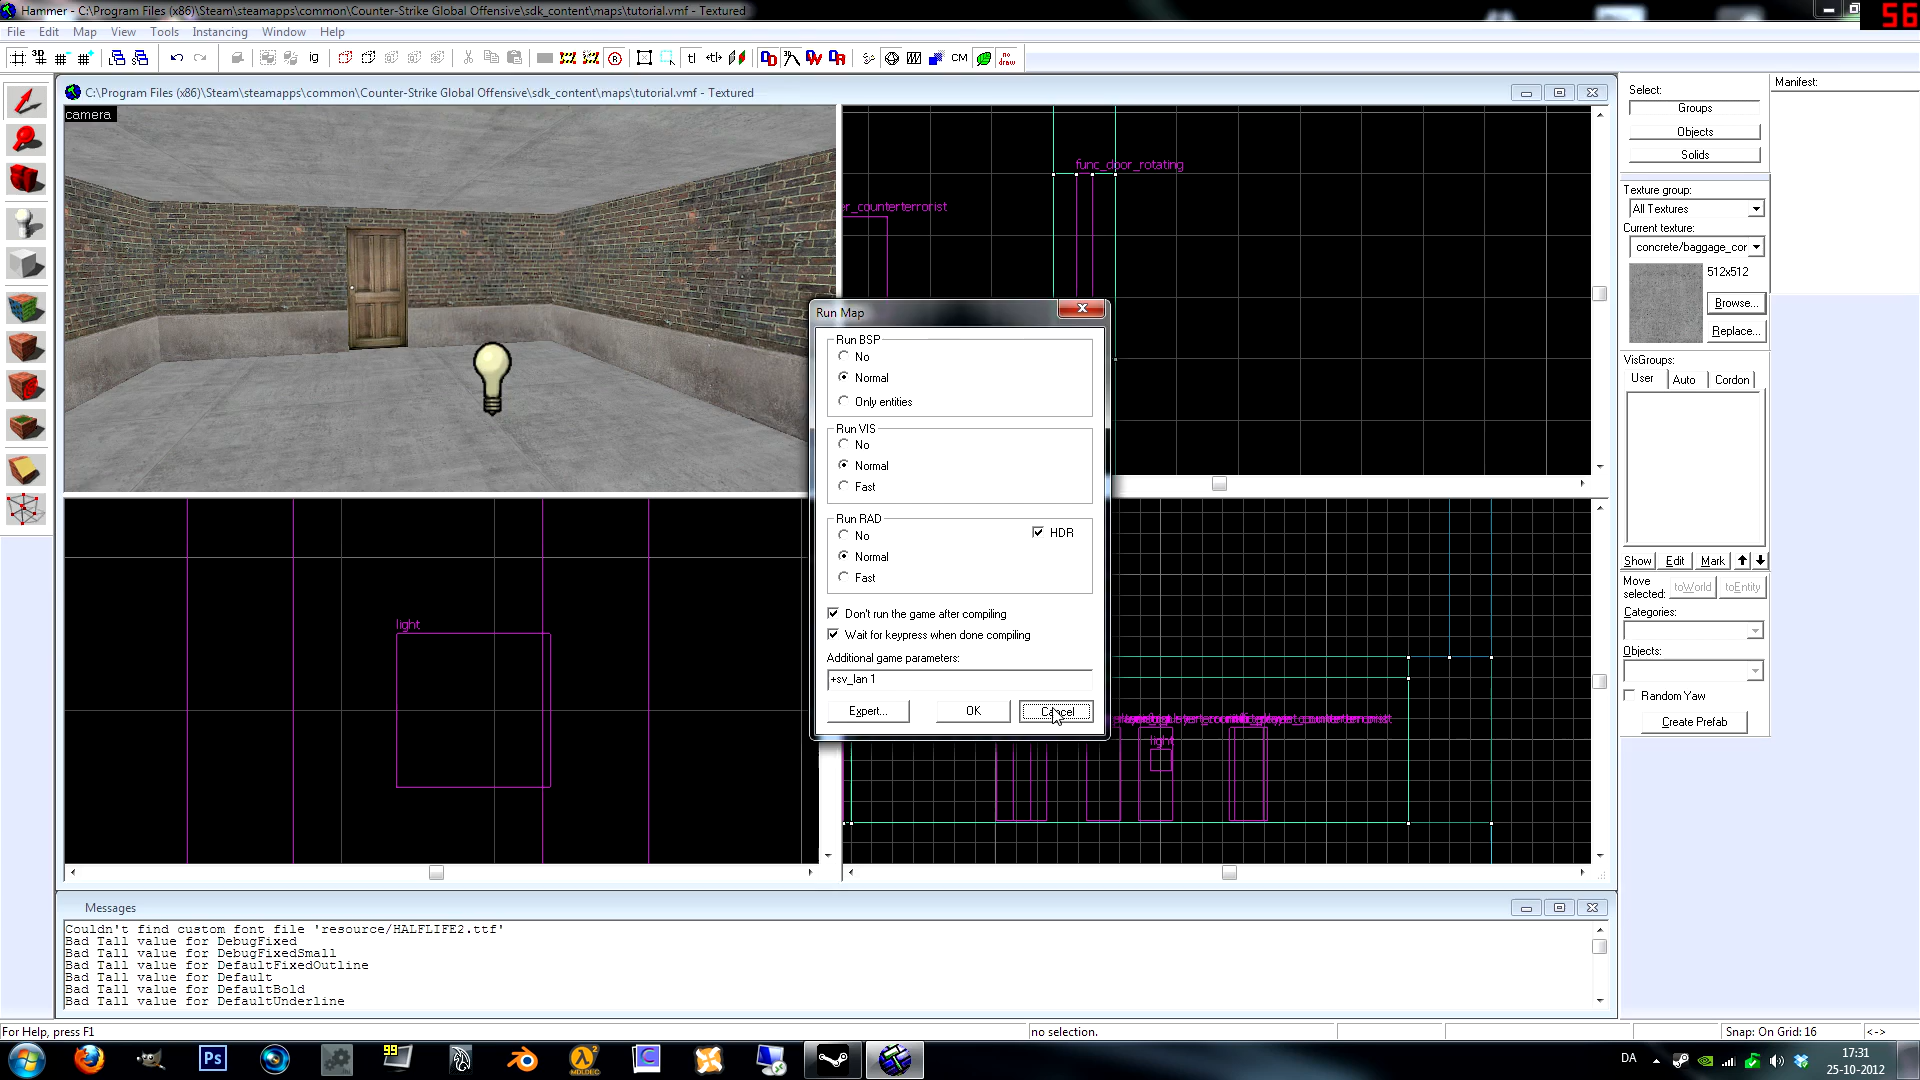 Hammer - C:\Program Files (x86)\Steam\steamapps\common\Counter-Strike Global Offensive\sdk_content\maps\tutorial.vmf - Textured
56
File Edit Map View Tools Instancing Window Help
3D
ig
tl
CM
no draw
C:\Program Files (x86)\Steam\steamapps\common\Counter-Strike Global Offensive\sdk_content\maps\tutorial.vmf - Textured
camera
func_door_rotating
er_counterterrorist
Run Map
Run BSP
No
Normal
Only entities
Run VIS
No
Normal
Fast
Run RAD
HDR
No
Normal
Fast
Don't run the game after compiling
Wait for keypress when done compiling
Additional game parameters:
+sv_lan 1
Expert...
OK
Cancel
light
light
Select:
Groups
Objects
Solids
Texture group:
All Textures
Current texture:
concrete/baggage_cor
512x512
Browse...
Replace...
VisGroups:
User Auto Cordon
Show Edit Mark
Move selected:
toWorld toEntity
Categories:
Objects:
Random Yaw
Create Prefab
Manifest:
Messages
Couldn't find custom font file 'resource/HALFLIFE2.ttf'
Bad Tall value for DebugFixed
Bad Tall value for DebugFixedSmall
Bad Tall value for DefaultFixedOutline
Bad Tall value for Default
Bad Tall value for DefaultBold
Bad Tall value for DefaultUnderline
For Help, press F1
no selection.
Snap: On Grid: 16
<->
Ps
99
DA
17:31
25-10-2012